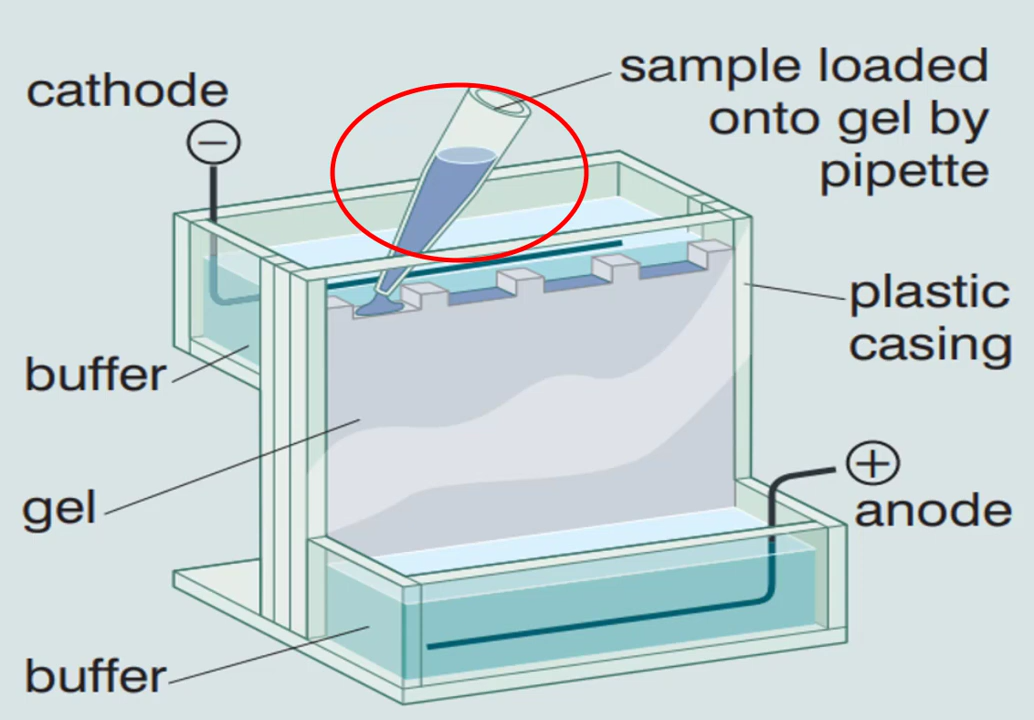 cathode
−
sample loaded
onto gel by
pipette
plastic
casing
buffer
+
anode
gel
buffer